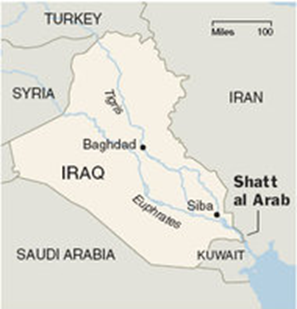 TURKEY
Miles 100
SYRIA
IRAN
Tigris
Baghdad
IRAQ
Shatt
al Arab
Siba
Euphrates
SAUDI ARABIA
KUWAIT